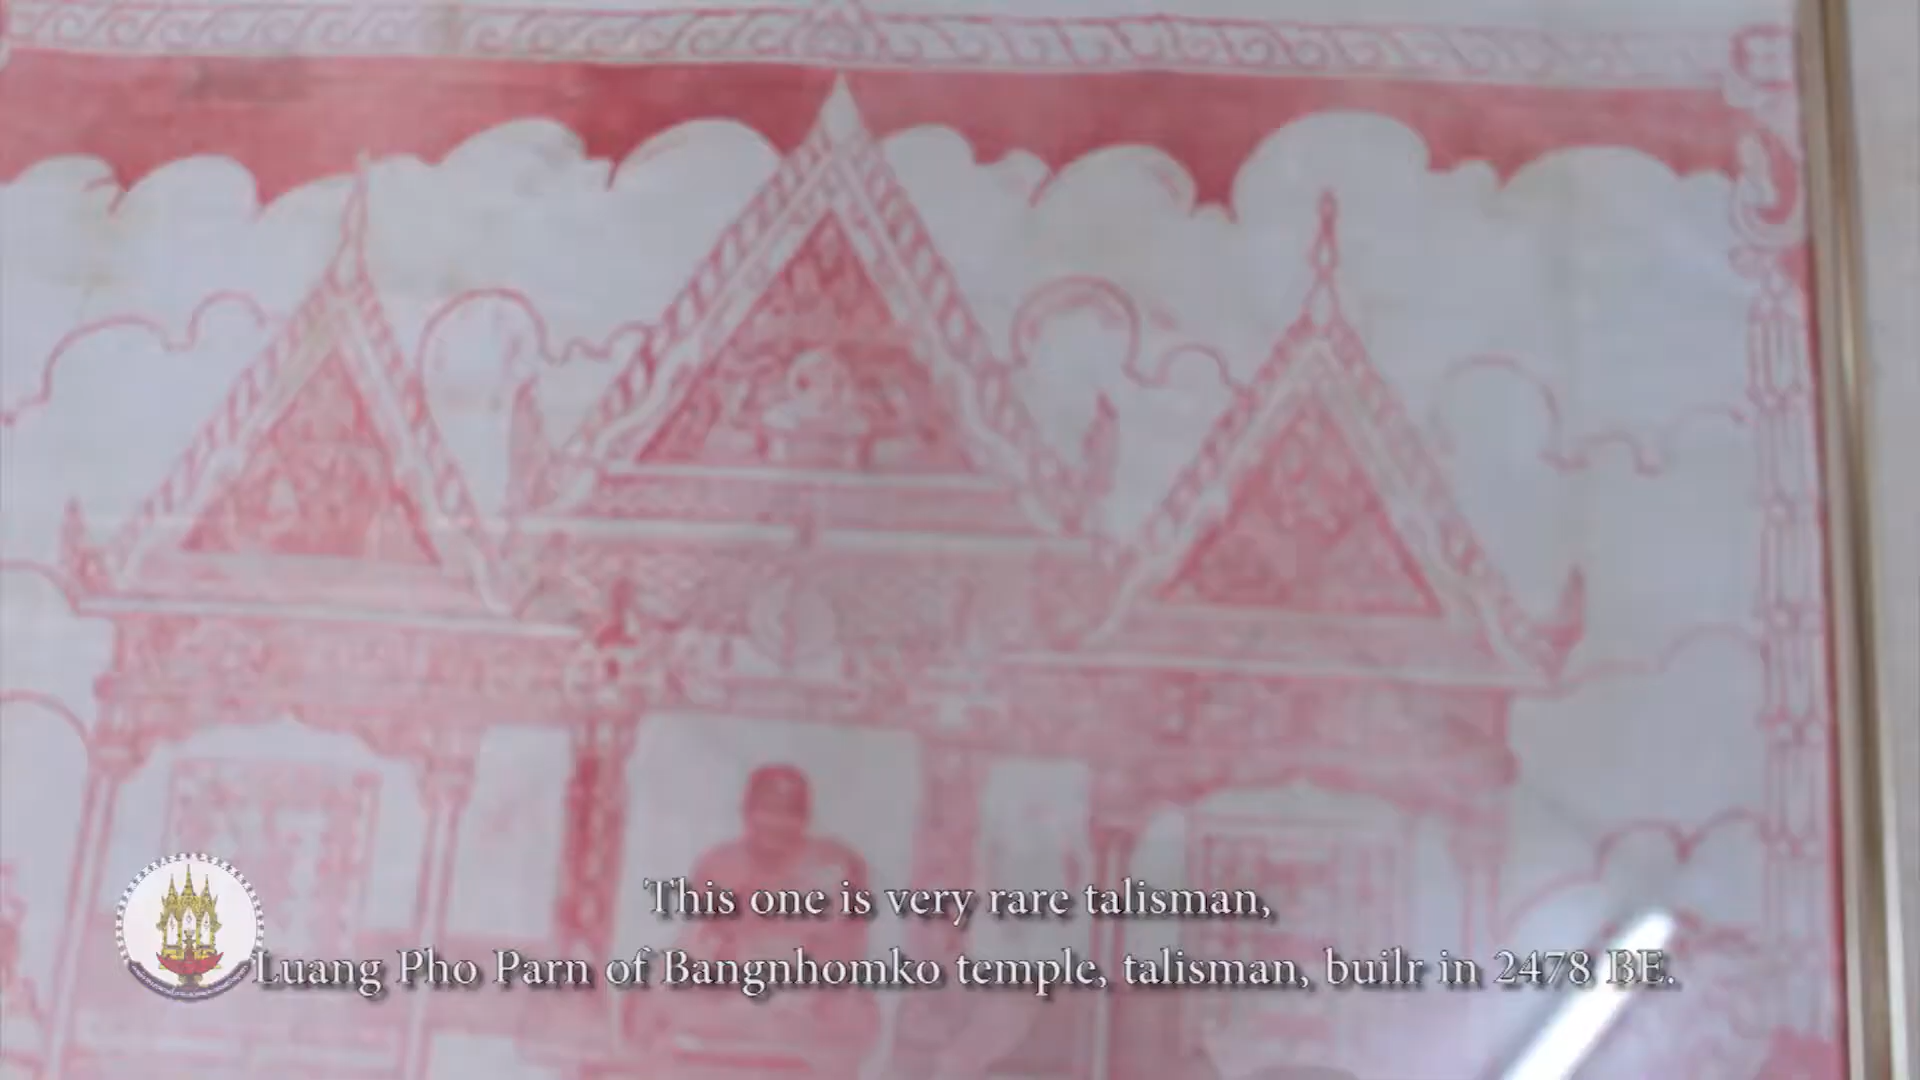 This one is very rare talisman,
Luang Pho Parn of Bangnhomko temple, talisman, builr in 2478 BE.